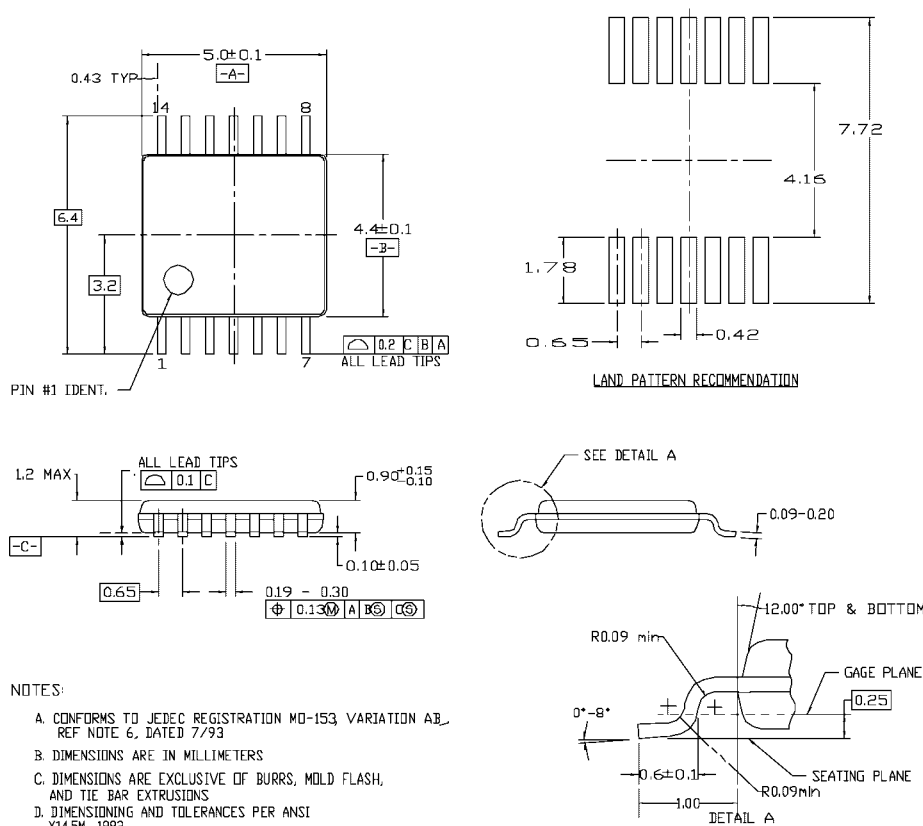 5.0±0.1
-A-
0.43 TYP
14 8
6.4
3.2
4.4±0.1
-B-
1 7
0.2 C B A
ALL LEAD TIPS
PIN #1 IDENT.
7.72
4.16
1.78
0.65
0.42
LAND PATTERN RECOMMENDATION
1.2 MAX
ALL LEAD TIPS
0.1 C
0.90 +0.15 -0.10
-C-
0.10±0.05
0.65
0.19 - 0.30
0.13 M A B S C S
SEE DETAIL A
0.09-0.20
12.00° TOP & BOTTOM
R0.09 min
GAGE PLANE
0.25
0°-8°
0.6±0.1
SEATING PLANE
R0.09min
1.00
DETAIL A
NOTES:
A. CONFORMS TO JEDEC REGISTRATION MO-153, VARIATION AB,
REF NOTE 6, DATED 7/93
B. DIMENSIONS ARE IN MILLIMETERS
C. DIMENSIONS ARE EXCLUSIVE OF BURRS, MOLD FLASH,
AND TIE BAR EXTRUSIONS
D. DIMENSIONING AND TOLERANCES PER ANSI
Y14.5M, 1982